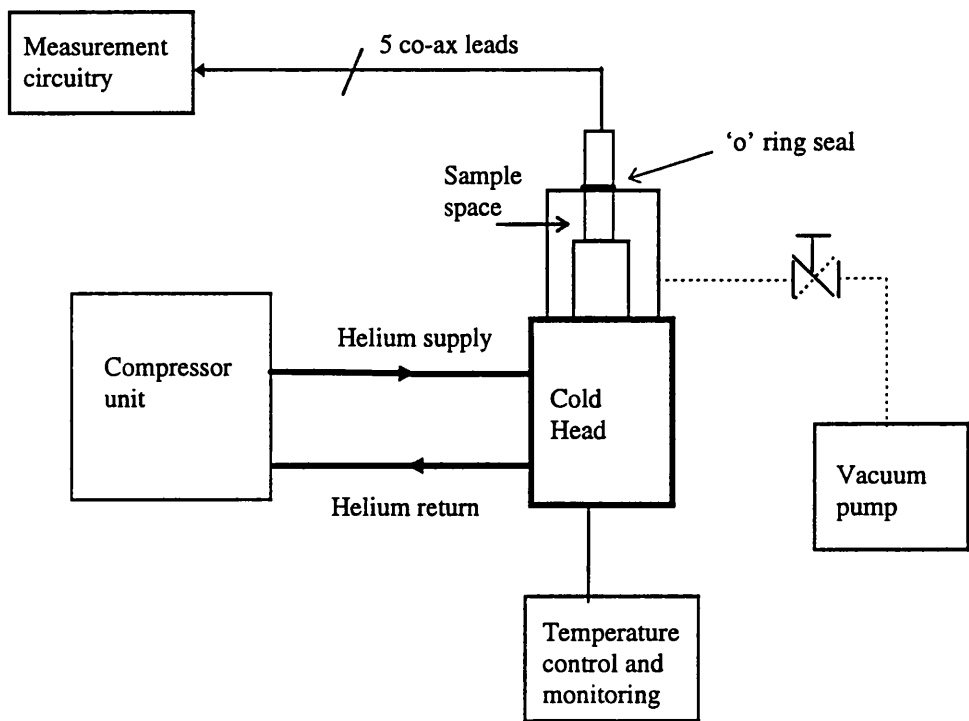 Measurement
circuitry
5 co-ax leads
'o' ring seal
Sample
space
Helium supply
Compressor
unit
Cold
Head
Helium return
Vacuum
pump
Temperature
control and
monitoring